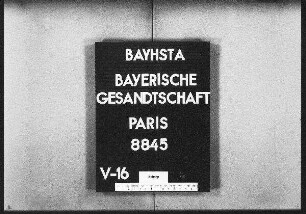 BAYHSTA
BAYERISCHE
GESANDTSCHAFT
PARIS
8845
V-16